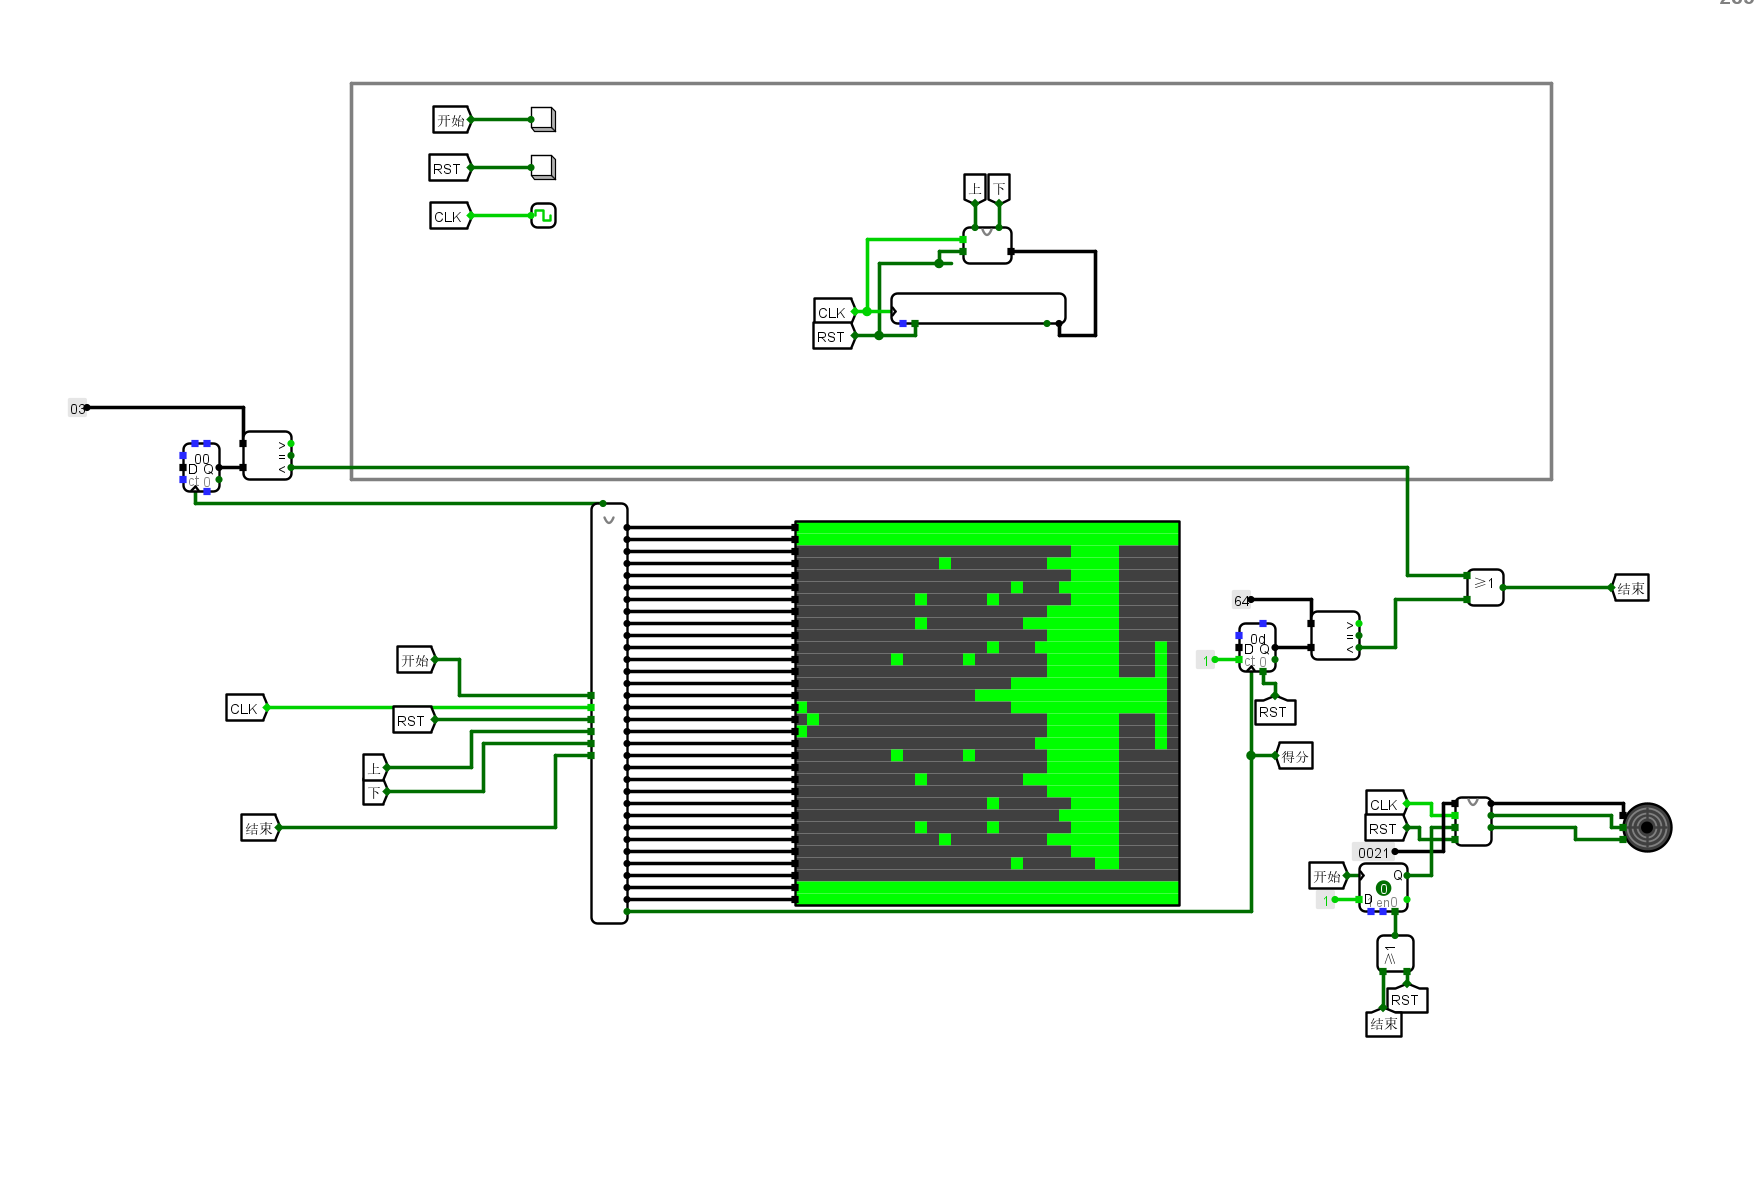 开始
RST
CLK
上 下
CLK
RST
03
>
=
<
00
D Q
ct 0
64
>
=
<
0d
D Q
ct 0
1
≥1
结束
开始
CLK
RST
上
下
结束
RST
得分
CLK
RST
0021
开始
Q
0
D
1 en0
1
≥1
RST
结束